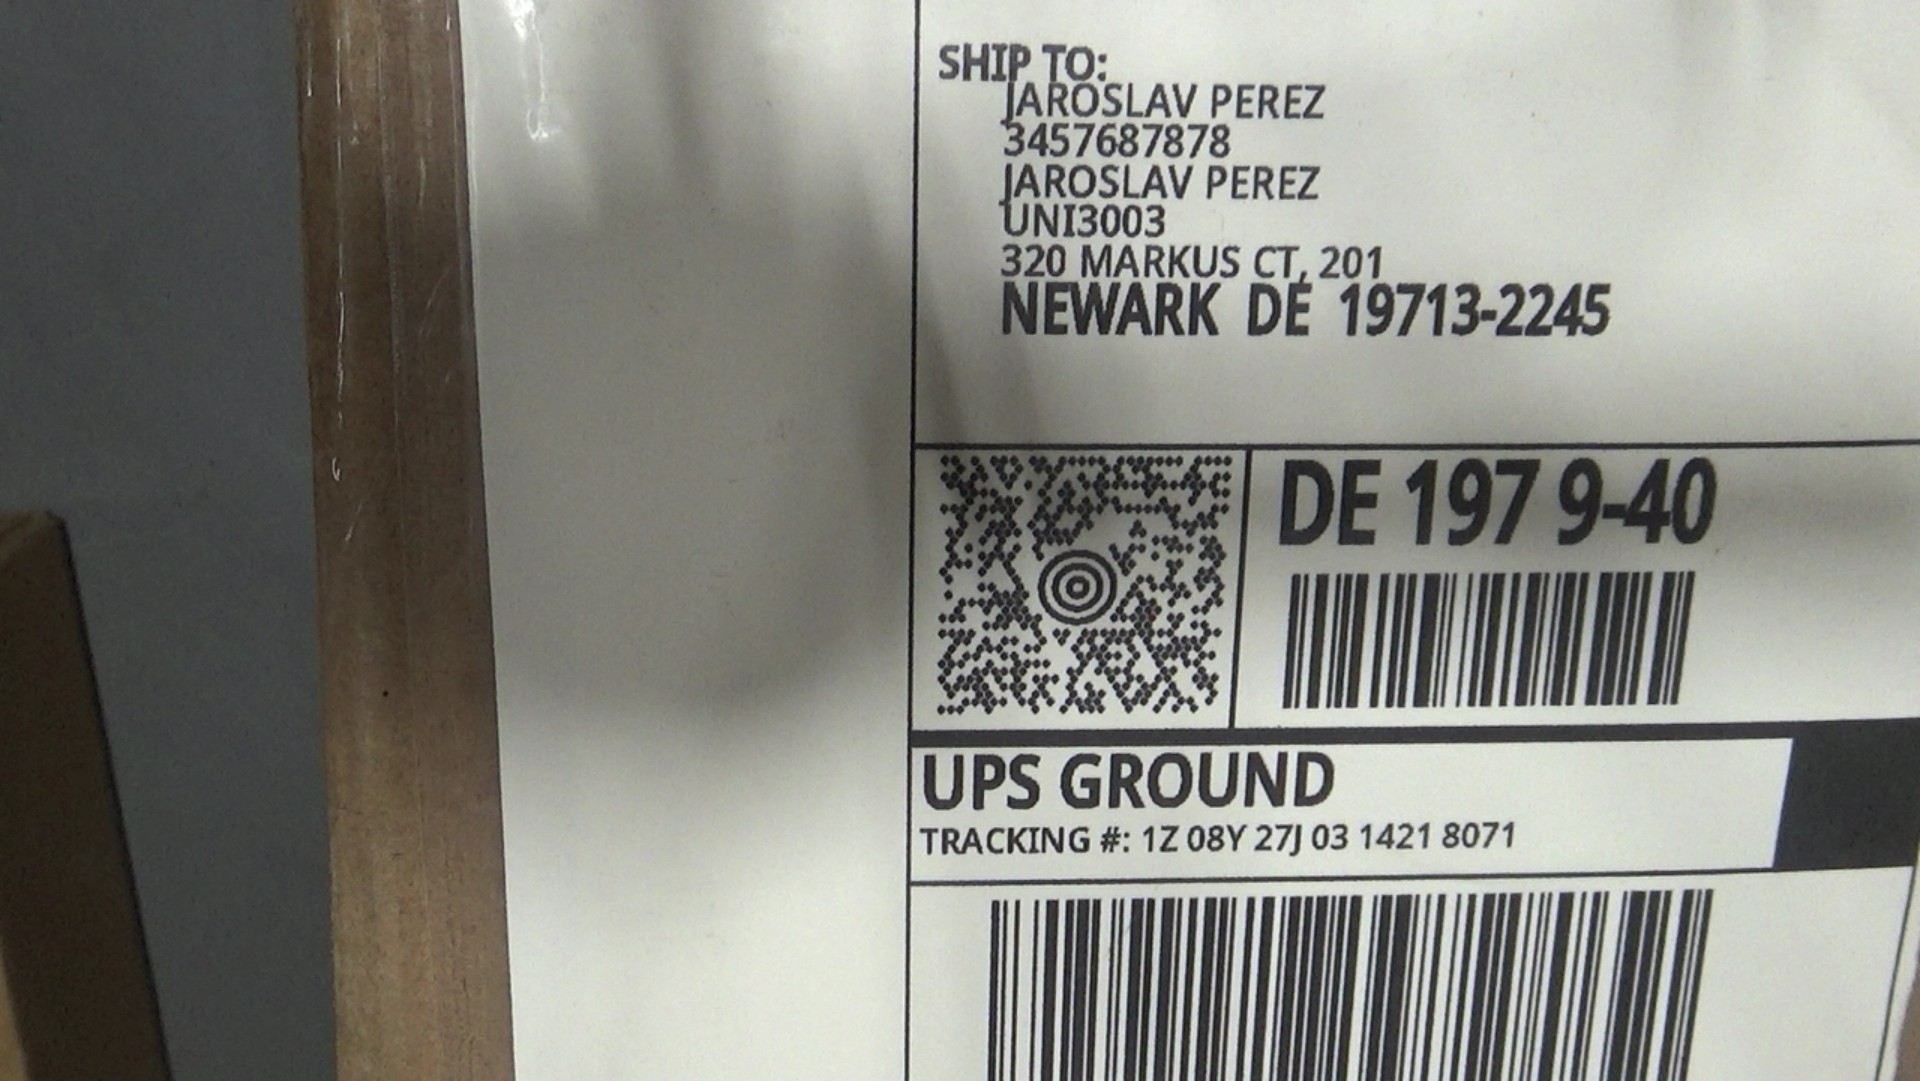 SHIP TO:
JAROSLAV PEREZ
3457687878
JAROSLAV PEREZ
UNI3003
320 MARKUS CT, 201
NEWARK DE 19713-2245
DE 197 9-40
UPS GROUND
TRACKING #: 1Z 08Y 27J 03 1421 8071